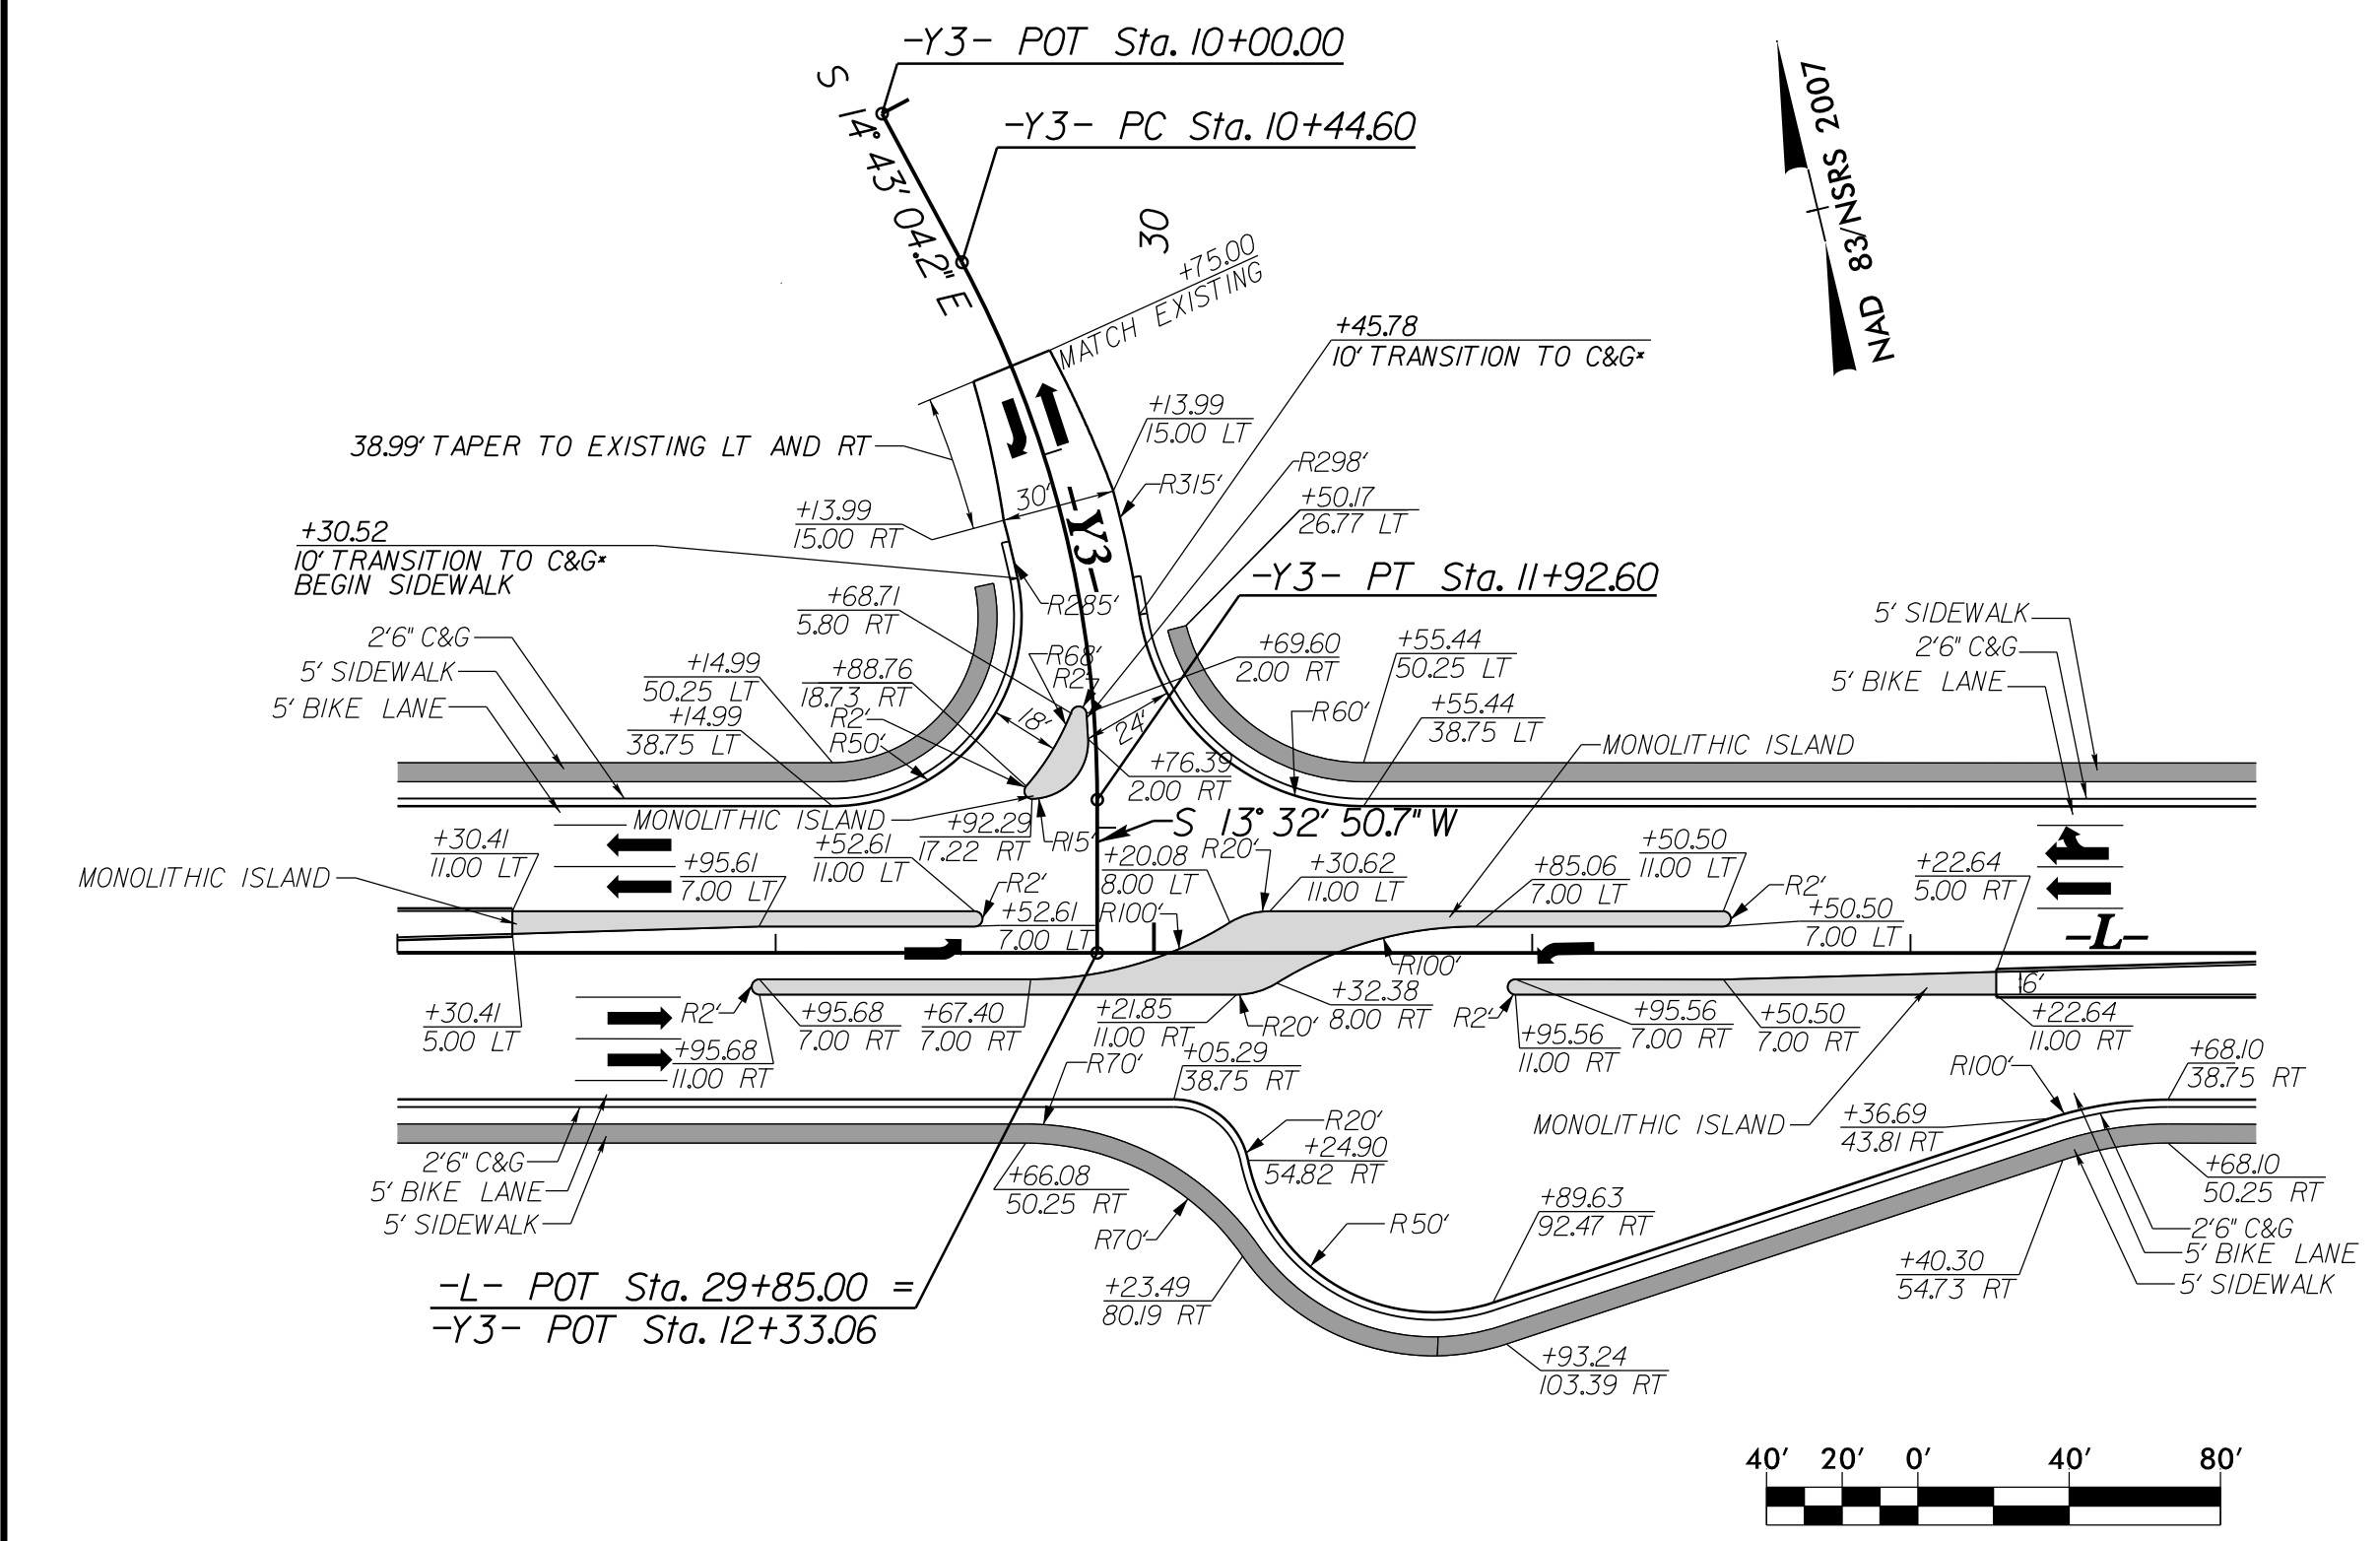 -Y3- POT Sta. 10+00.00
-Y3- PC Sta. 10+44.60
S 14° 43' 04.2" E
NAD 83/NSRS 2007
30
+75.00
MATCH EXISTING
+45.78
10' TRANSITION TO C&G*
+13.99
15.00 LT
38.99' TAPER TO EXISTING LT AND RT
R298'
R315'
30'
+50.17
26.77 LT
+13.99
15.00 RT
-Y3-
+30.52
10' TRANSITION TO C&G*
BEGIN SIDEWALK
-Y3- PT Sta. 11+92.60
+68.71
5.80 RT
R285'
5' SIDEWALK
2'6" C&G
5' BIKE LANE
2'6" C&G
5' SIDEWALK
5' BIKE LANE
+14.99
50.25 LT
+14.99
38.75 LT
+88.76
18.73 RT
R2'
R50'
R68'
R2'
18'
24'
+69.60
2.00 RT
+55.44
50.25 LT
R60'
+55.44
38.75 LT
MONOLITHIC ISLAND
+76.39
2.00 RT
MONOLITHIC ISLAND
S 13° 32' 50.7" W
+92.29
17.22 RT
R15'
+30.41
11.00 LT
MONOLITHIC ISLAND
+95.61
7.00 LT
+52.61
11.00 LT
R2'
+52.61
7.00 LT
+20.08
8.00 LT
R20'
R100'
+30.62
11.00 LT
+85.06
7.00 LT
+50.50
11.00 LT
R2'
+50.50
7.00 LT
+22.64
5.00 RT
-L-
R100'
6'
+30.41
5.00 LT
R2'
+95.68
7.00 RT
+95.68
11.00 RT
+67.40
7.00 RT
+21.85
11.00 RT
R20'
+32.38
8.00 RT
R2'
+95.56
11.00 RT
+95.56
7.00 RT
+50.50
7.00 RT
+22.64
11.00 RT
R70'
+05.29
38.75 RT
R100'
+68.10
38.75 RT
R20'
+24.90
54.82 RT
MONOLITHIC ISLAND
+36.69
43.81 RT
2'6" C&G
5' BIKE LANE
5' SIDEWALK
+66.08
50.25 RT
R70'
R50'
+89.63
92.47 RT
+68.10
50.25 RT
2'6" C&G
5' BIKE LANE
5' SIDEWALK
+40.30
54.73 RT
+23.49
80.19 RT
-L- POT Sta. 29+85.00 =
-Y3- POT Sta. 12+33.06
+93.24
103.39 RT
40' 20' 0' 40' 80'